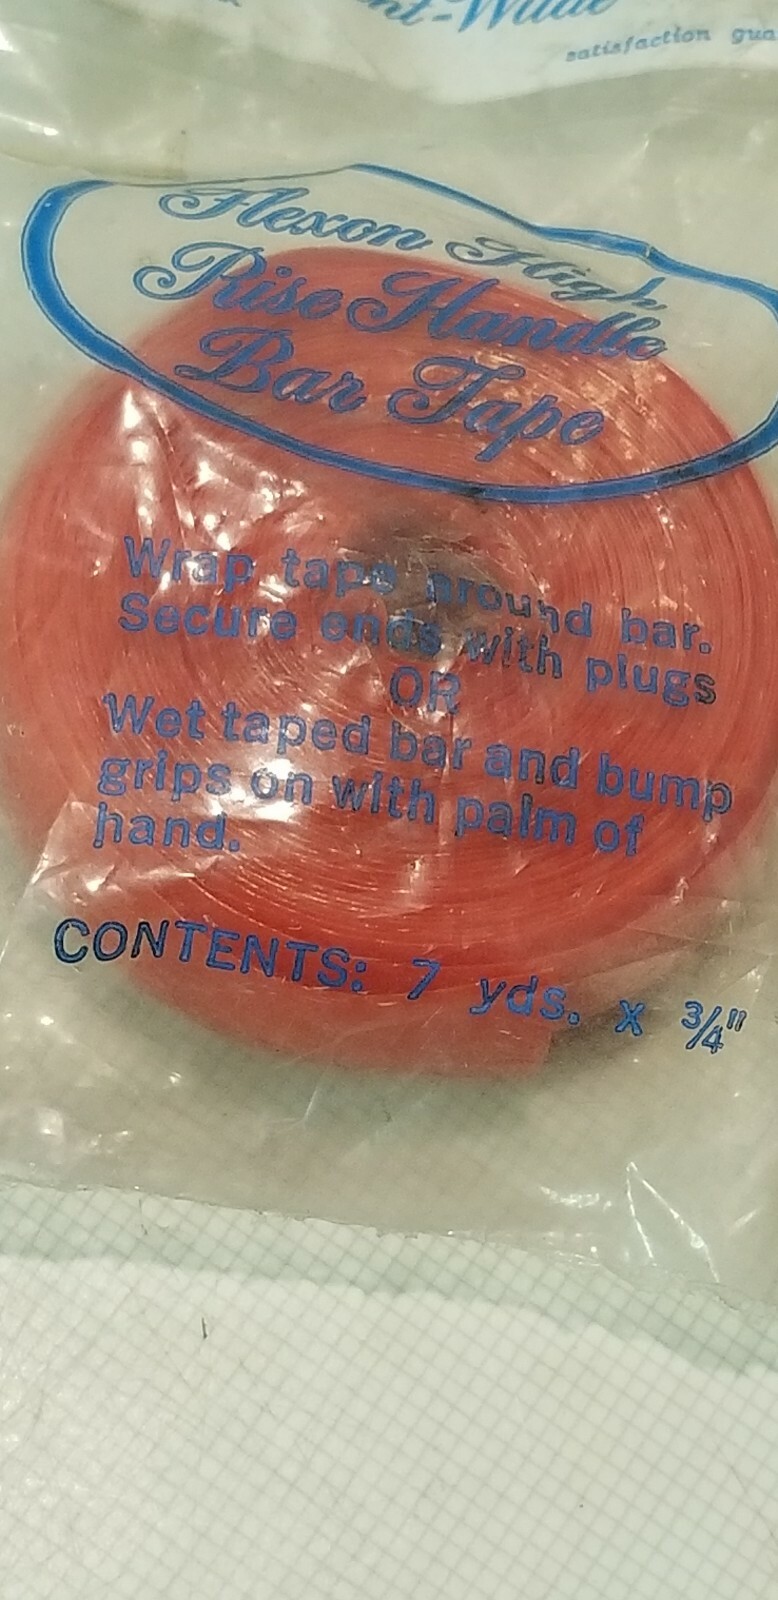 satisfaction
Flexon High
Rise Handle
Bar Tape
Wrap tape around bar.
Secure ends with plugs
OR
Wet taped bar and bump
grips on with palm of
hand.
CONTENTS: 7 yds. x 3/4"